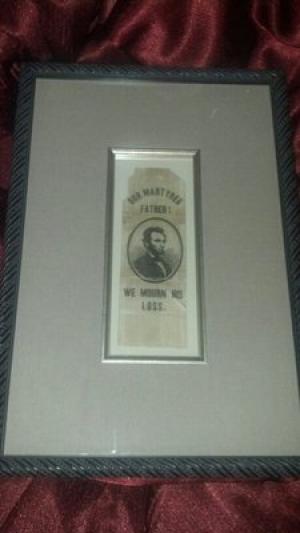 OUR MARTYRED
FATHER!
WE MOURN HIS
LOSS.